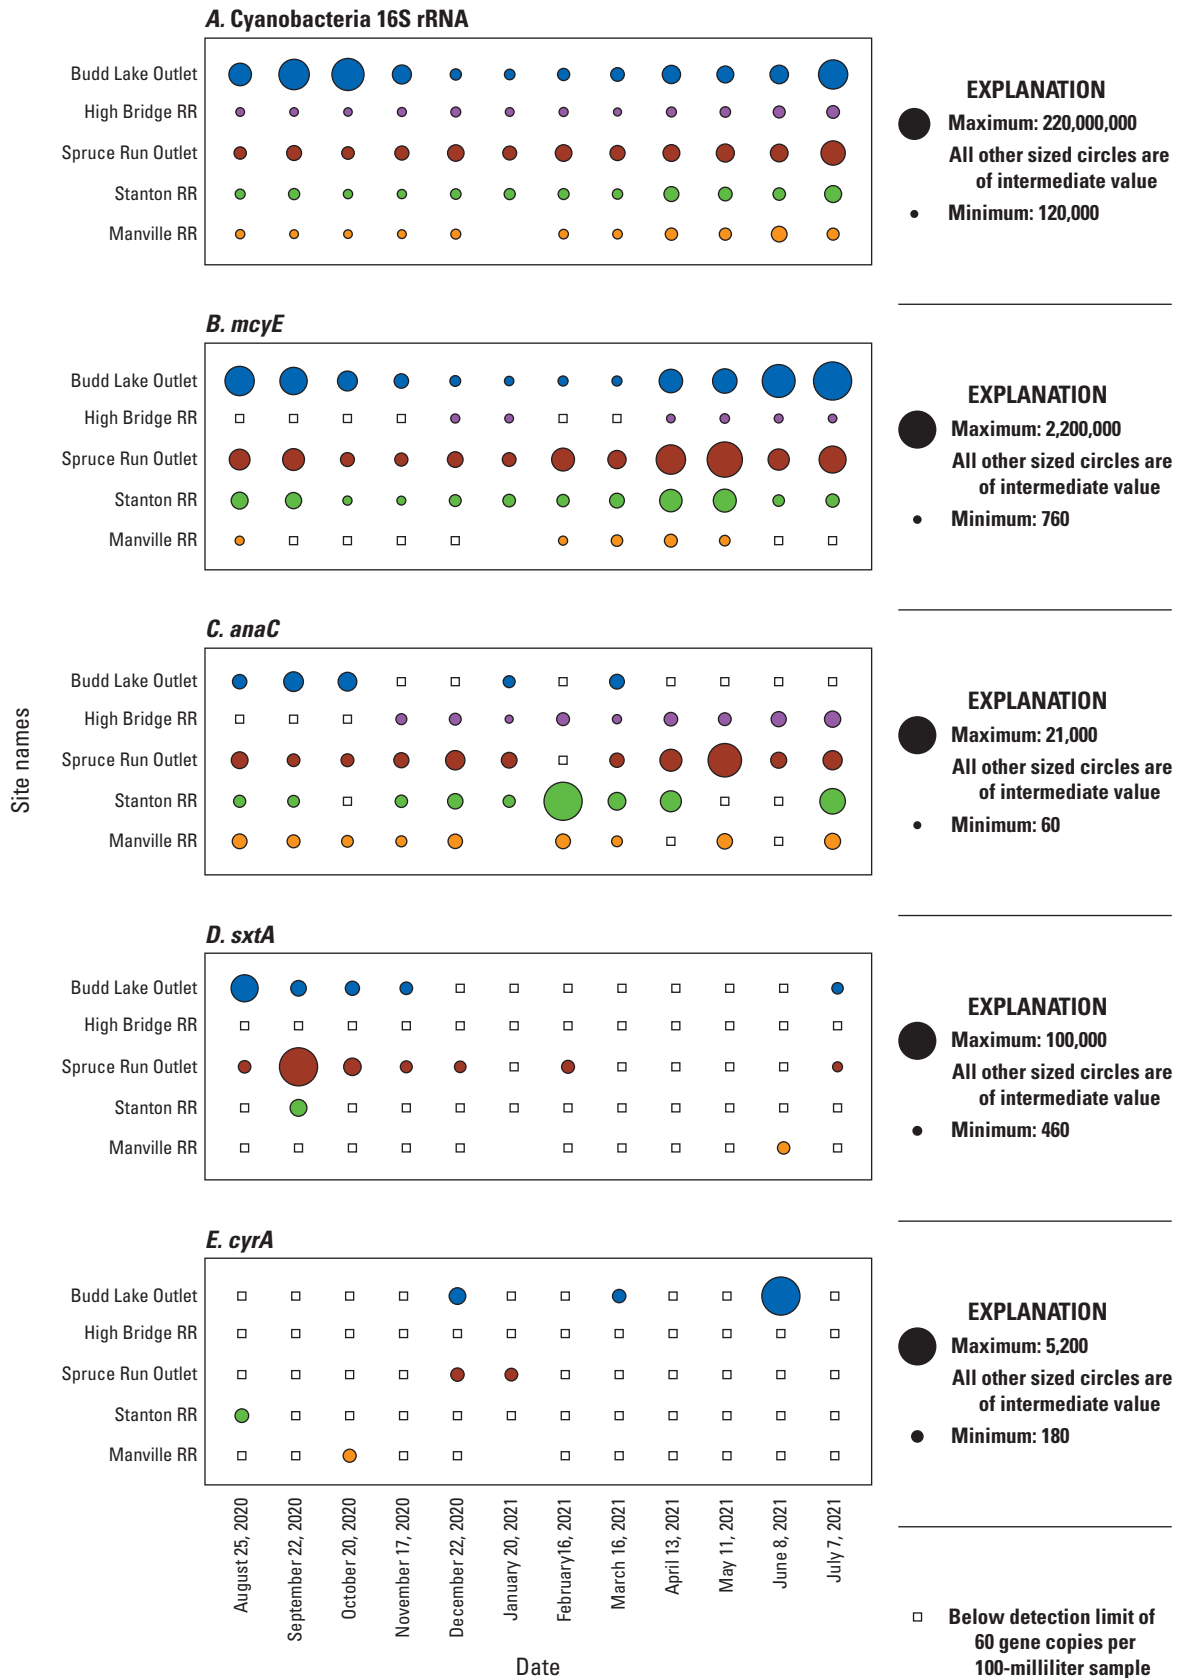 A. Cyanobacteria 16S rRNA
Budd Lake Outlet
High Bridge RR
Spruce Run Outlet
Stanton RR
Manville RR
EXPLANATION
Maximum: 220,000,000
All other sized circles are
of intermediate value
Minimum: 120,000
B. mcyE
Budd Lake Outlet
High Bridge RR
Spruce Run Outlet
Stanton RR
Manville RR
EXPLANATION
Maximum: 2,200,000
All other sized circles are
of intermediate value
Minimum: 760
Site names
C. anaC
Budd Lake Outlet
High Bridge RR
Spruce Run Outlet
Stanton RR
Manville RR
EXPLANATION
Maximum: 21,000
All other sized circles are
of intermediate value
Minimum: 60
D. sxtA
Budd Lake Outlet
High Bridge RR
Spruce Run Outlet
Stanton RR
Manville RR
EXPLANATION
Maximum: 100,000
All other sized circles are
of intermediate value
Minimum: 460
E. cyrA
Budd Lake Outlet
High Bridge RR
Spruce Run Outlet
Stanton RR
Manville RR
EXPLANATION
Maximum: 5,200
All other sized circles are
of intermediate value
Minimum: 180
August 25, 2020
September 22, 2020
October 20, 2020
November 17, 2020
December 22, 2020
January 20, 2021
February16, 2021
March 16, 2021
April 13, 2021
May 11, 2021
June 8, 2021
July 7, 2021
Date
Below detection limit of
60 gene copies per
100-milliliter sample